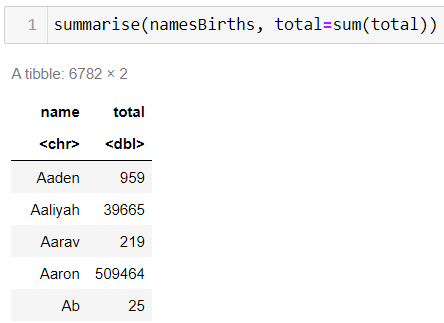 1 summarise(namesBirths, total=sum(total))
A tibble: 6782 × 2
name total
<chr> <dbl>
Aaden 959
Aaliyah 39665
Aarav 219
Aaron 509464
Ab 25